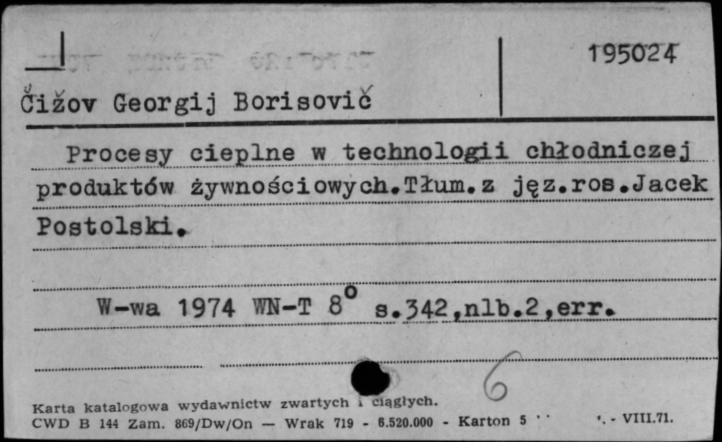 195024
Čižov Georgij Borisovič
Procesy cieplne w technologii chłodniczej
produktów żywnościowych.Tłum.z jęz.ros.Jacek
Postolski.
W-wa 1974 WN-T 8° s.342,nlb.2,err.
6
Karta katalogowa wydawnictw zwartych i ciągłych.
CWD B 144 Zam. 869/Dw/On — Wrak 719 - 6.520.000 - Karton 5 - VIII.71.